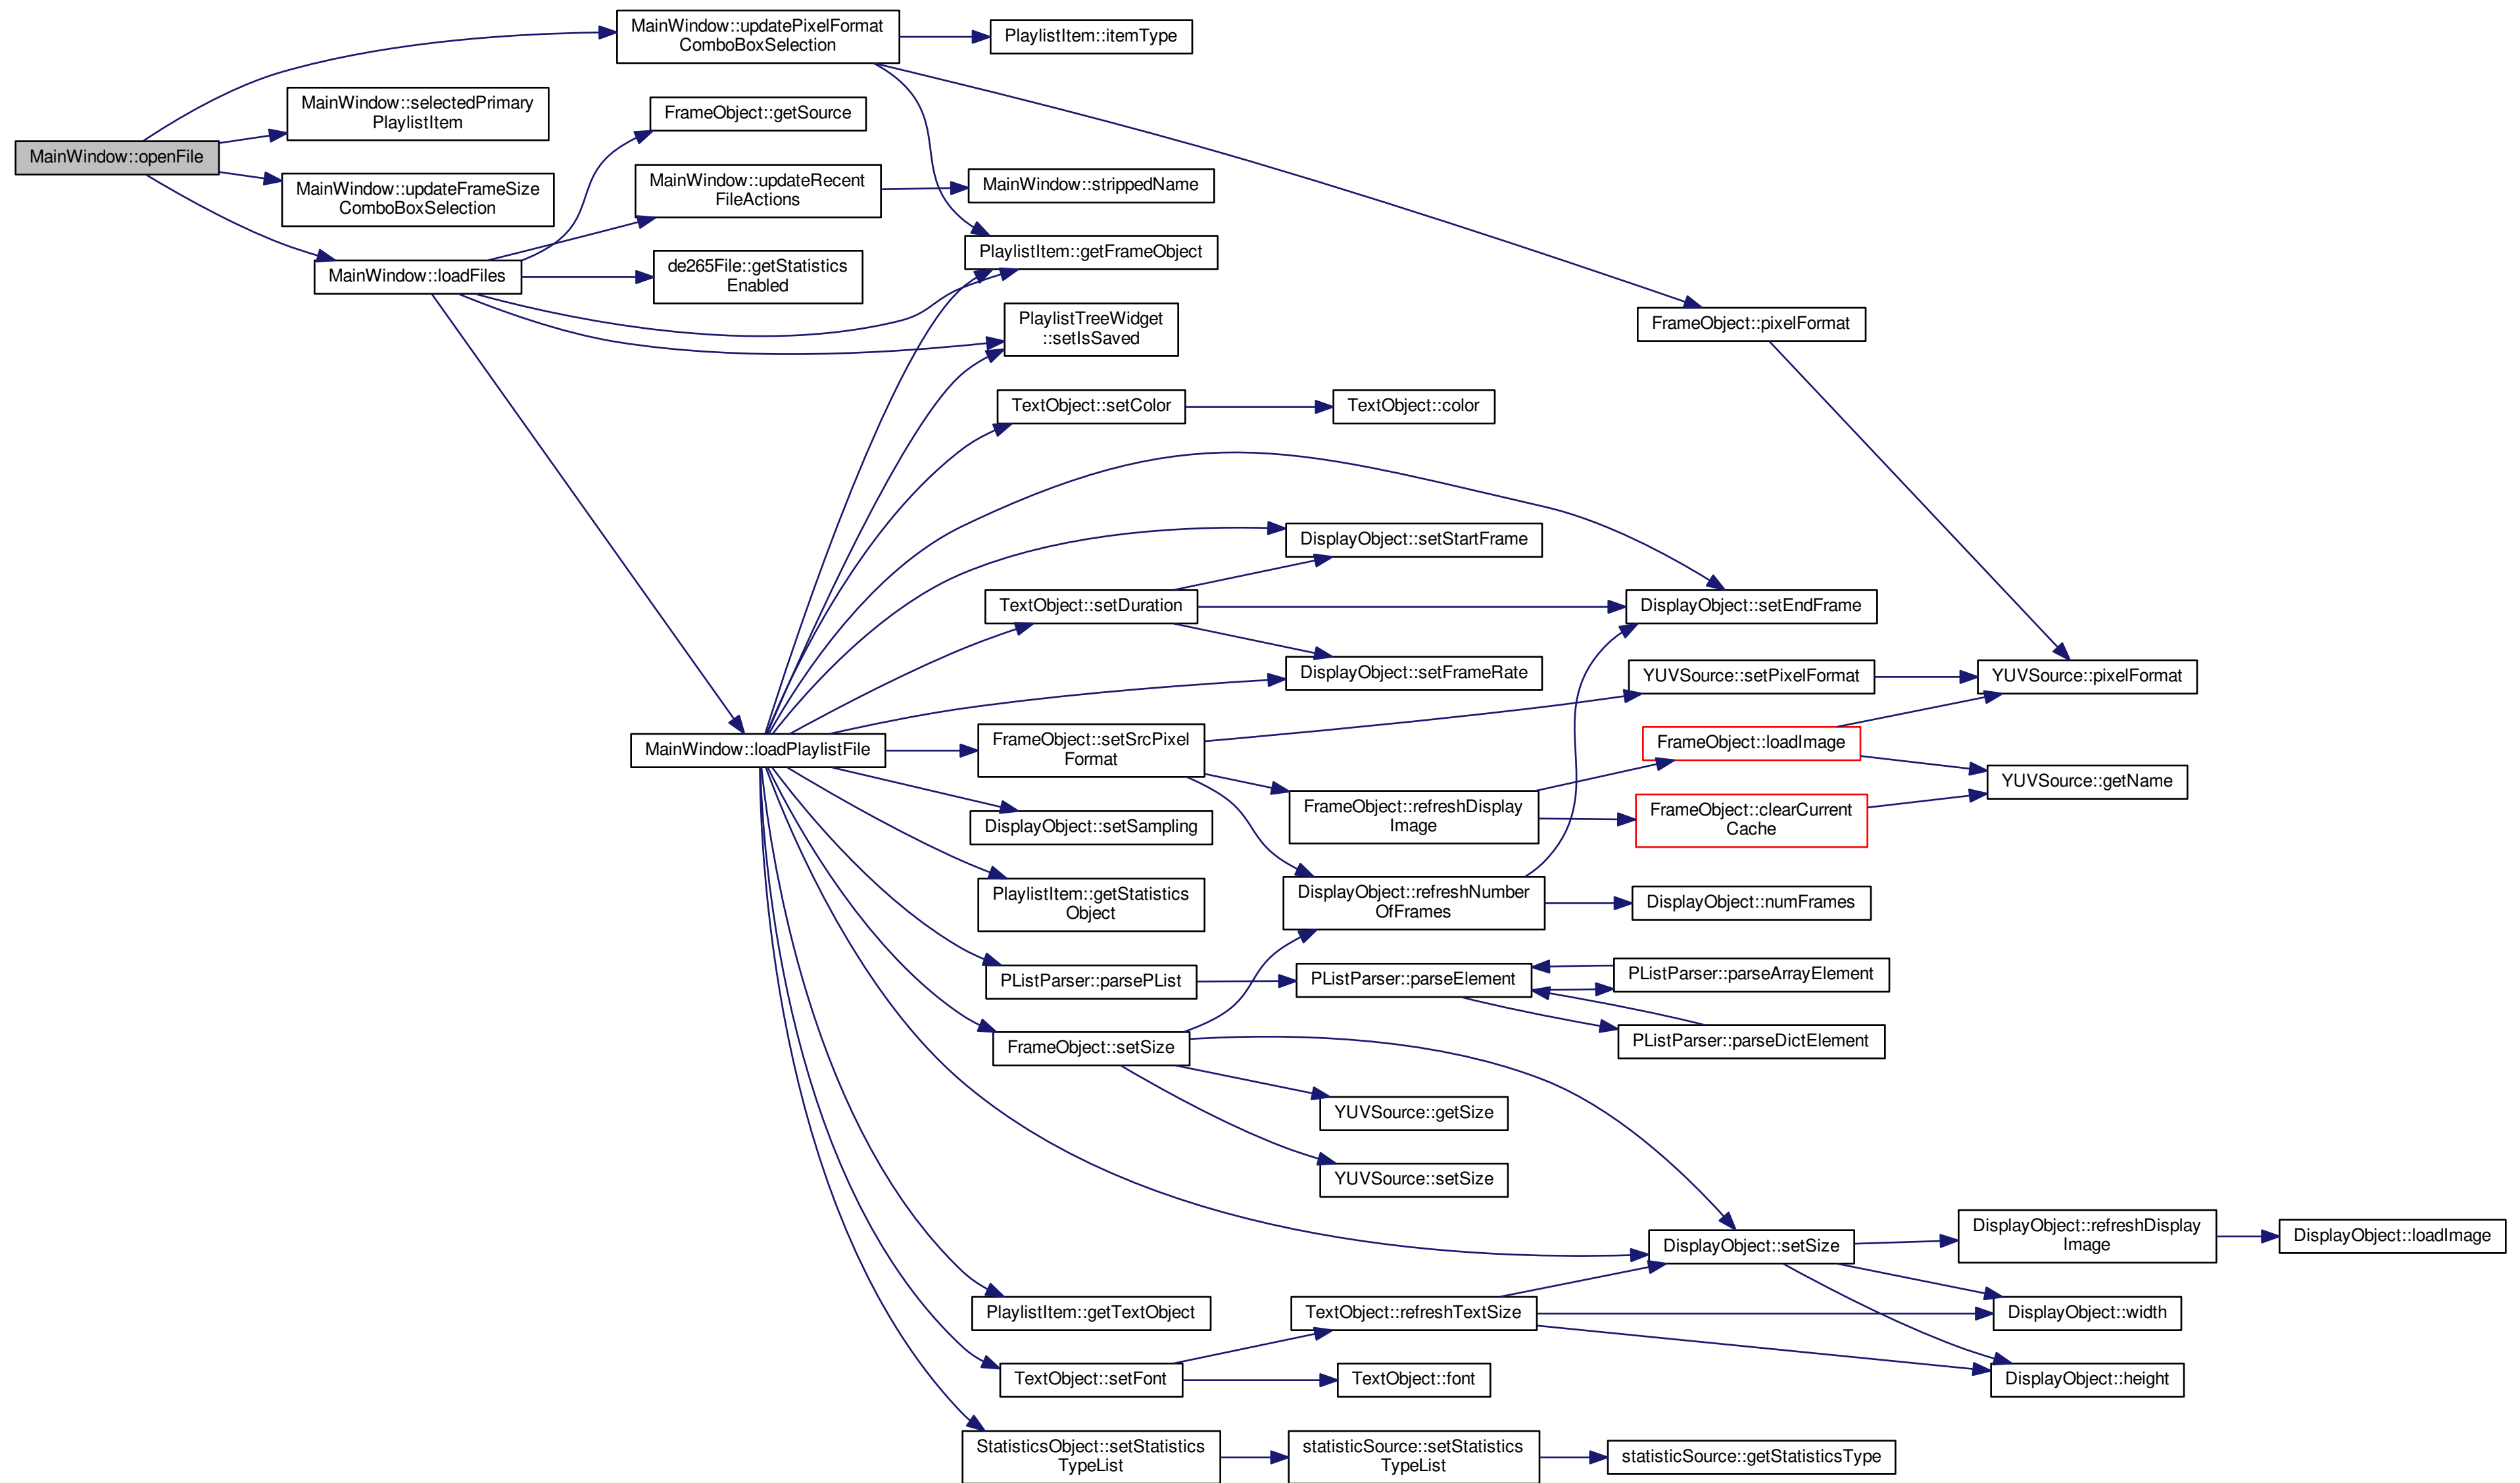 MainWindow::openFile
MainWindow::updatePixelFormat
ComboBoxSelection
MainWindow::selectedPrimary
PlaylistItem
MainWindow::updateFrameSize
ComboBoxSelection
MainWindow::loadFiles
PlaylistItem::itemType
FrameObject::getSource
MainWindow::updateRecent
FileActions
MainWindow::strippedName
de265File::getStatistics
Enabled
PlaylistItem::getFrameObject
PlaylistTreeWidget
::setIsSaved
FrameObject::pixelFormat
TextObject::setColor
TextObject::color
DisplayObject::setStartFrame
TextObject::setDuration
DisplayObject::setEndFrame
DisplayObject::setFrameRate
YUVSource::setPixelFormat
YUVSource::pixelFormat
MainWindow::loadPlaylistFile
FrameObject::setSrcPixel
Format
FrameObject::loadImage
YUVSource::getName
FrameObject::refreshDisplay
Image
FrameObject::clearCurrent
Cache
DisplayObject::setSampling
PlaylistItem::getStatistics
Object
DisplayObject::refreshNumber
OfFrames
DisplayObject::numFrames
PListParser::parsePList
PListParser::parseElement
PListParser::parseArrayElement
PListParser::parseDictElement
FrameObject::setSize
YUVSource::getSize
YUVSource::setSize
DisplayObject::setSize
DisplayObject::refreshDisplay
Image
DisplayObject::loadImage
PlaylistItem::getTextObject
TextObject::refreshTextSize
DisplayObject::width
TextObject::setFont
TextObject::font
DisplayObject::height
StatisticsObject::setStatistics
TypeList
statisticSource::setStatistics
TypeList
statisticSource::getStatisticsType